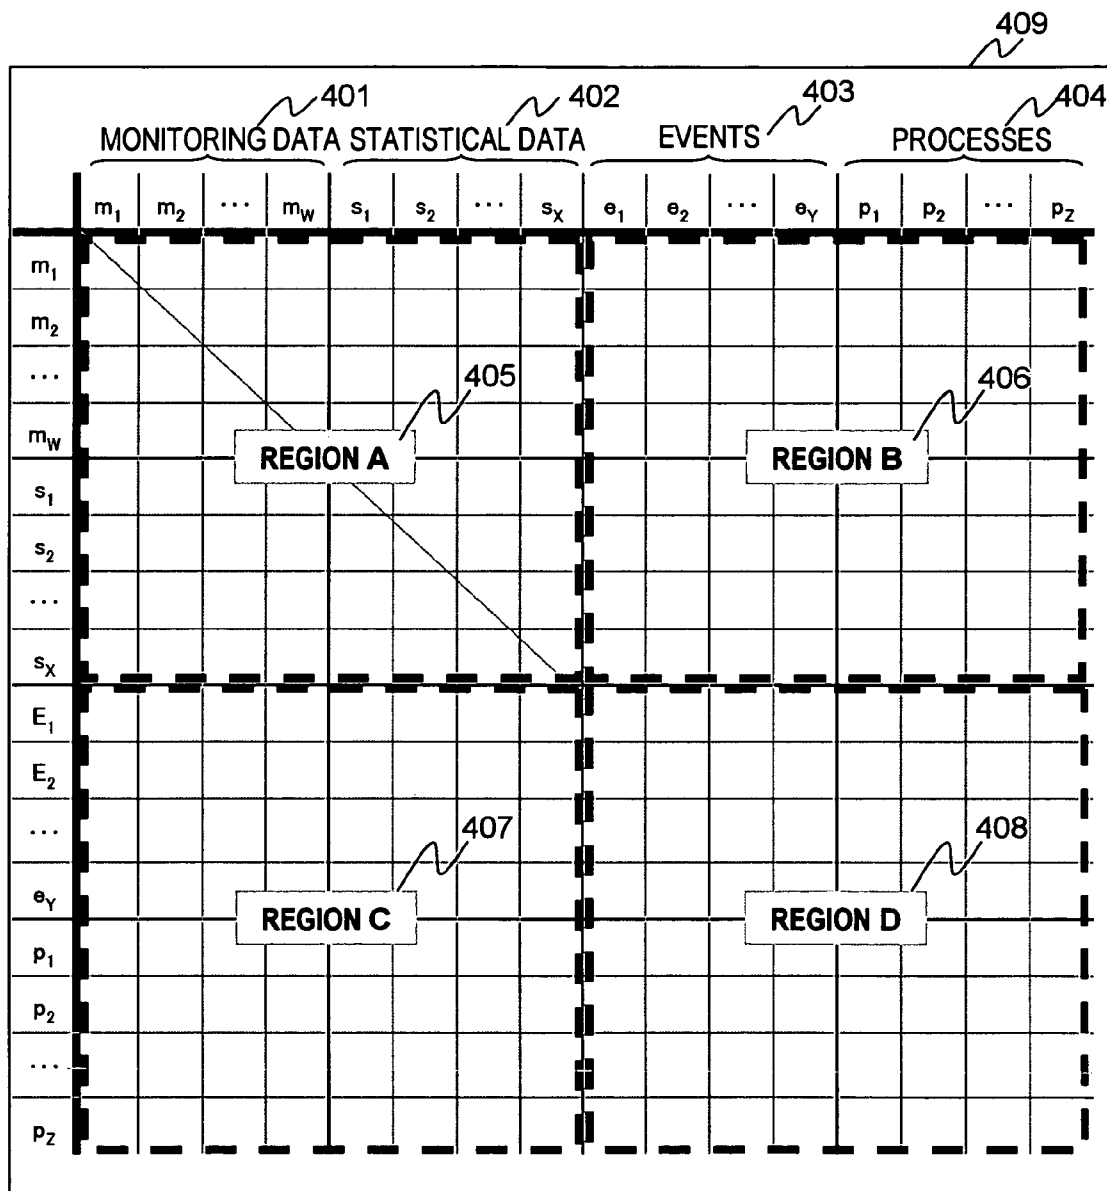 409
401 402 403 404
MONITORING DATA STATISTICAL DATA EVENTS PROCESSES
m1 m2 ... mW s1 s2 ... sX e1 e2 ... eY p1 p2 ... pZ
m1
m2
...
405 406
mW REGION A REGION B
s1
s2
...
sX
E1
E2
...
407 408
eY REGION C REGION D
p1
p2
...
pZ